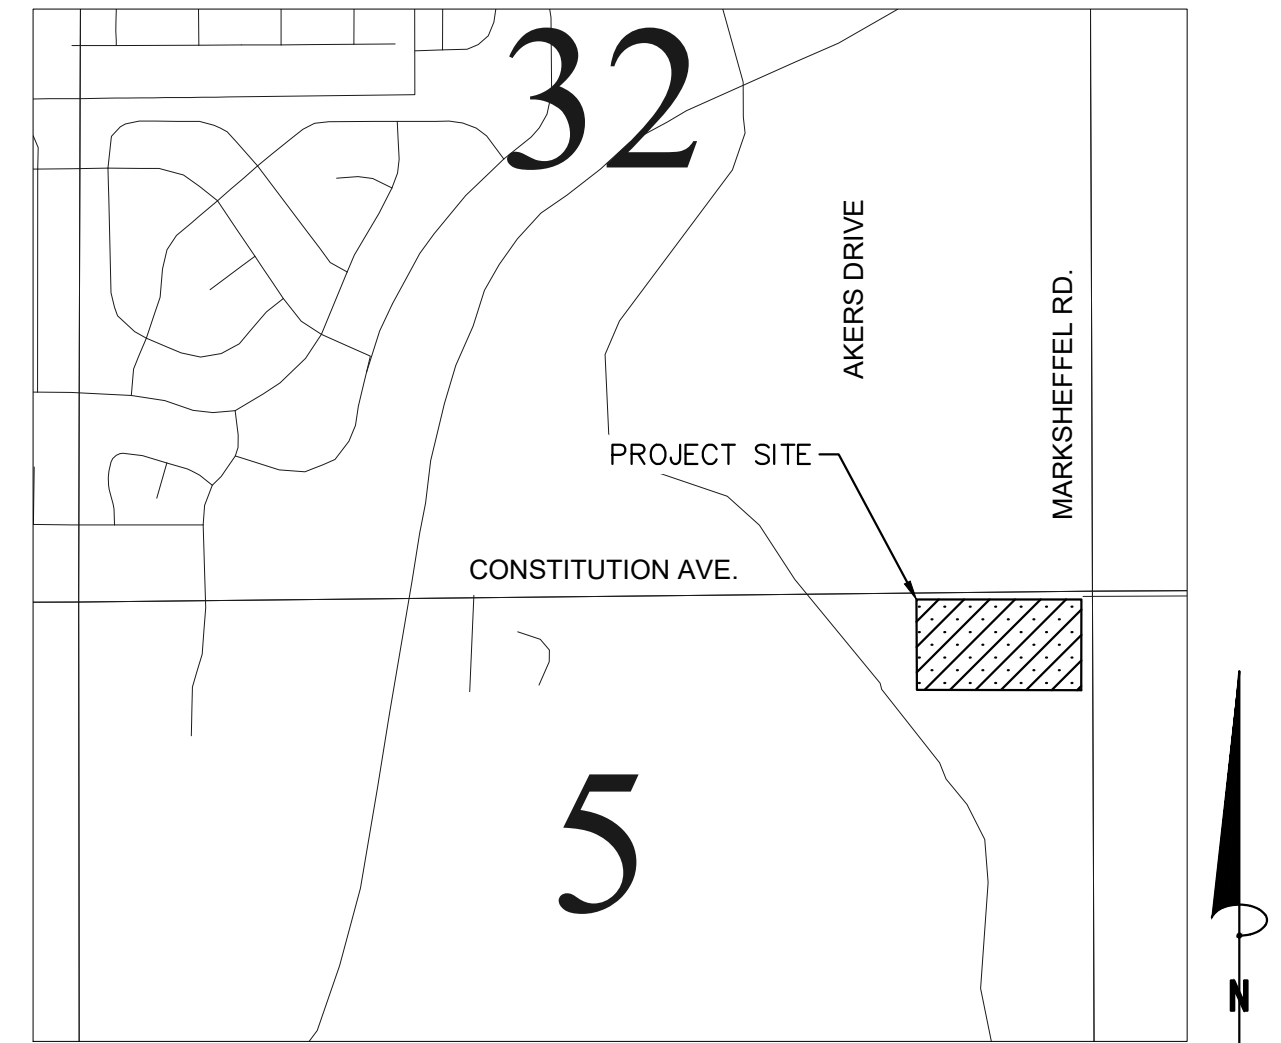 32
AKERS DRIVE
MARKSHEFFEL RD.
PROJECT SITE
CONSTITUTION AVE.
5
N